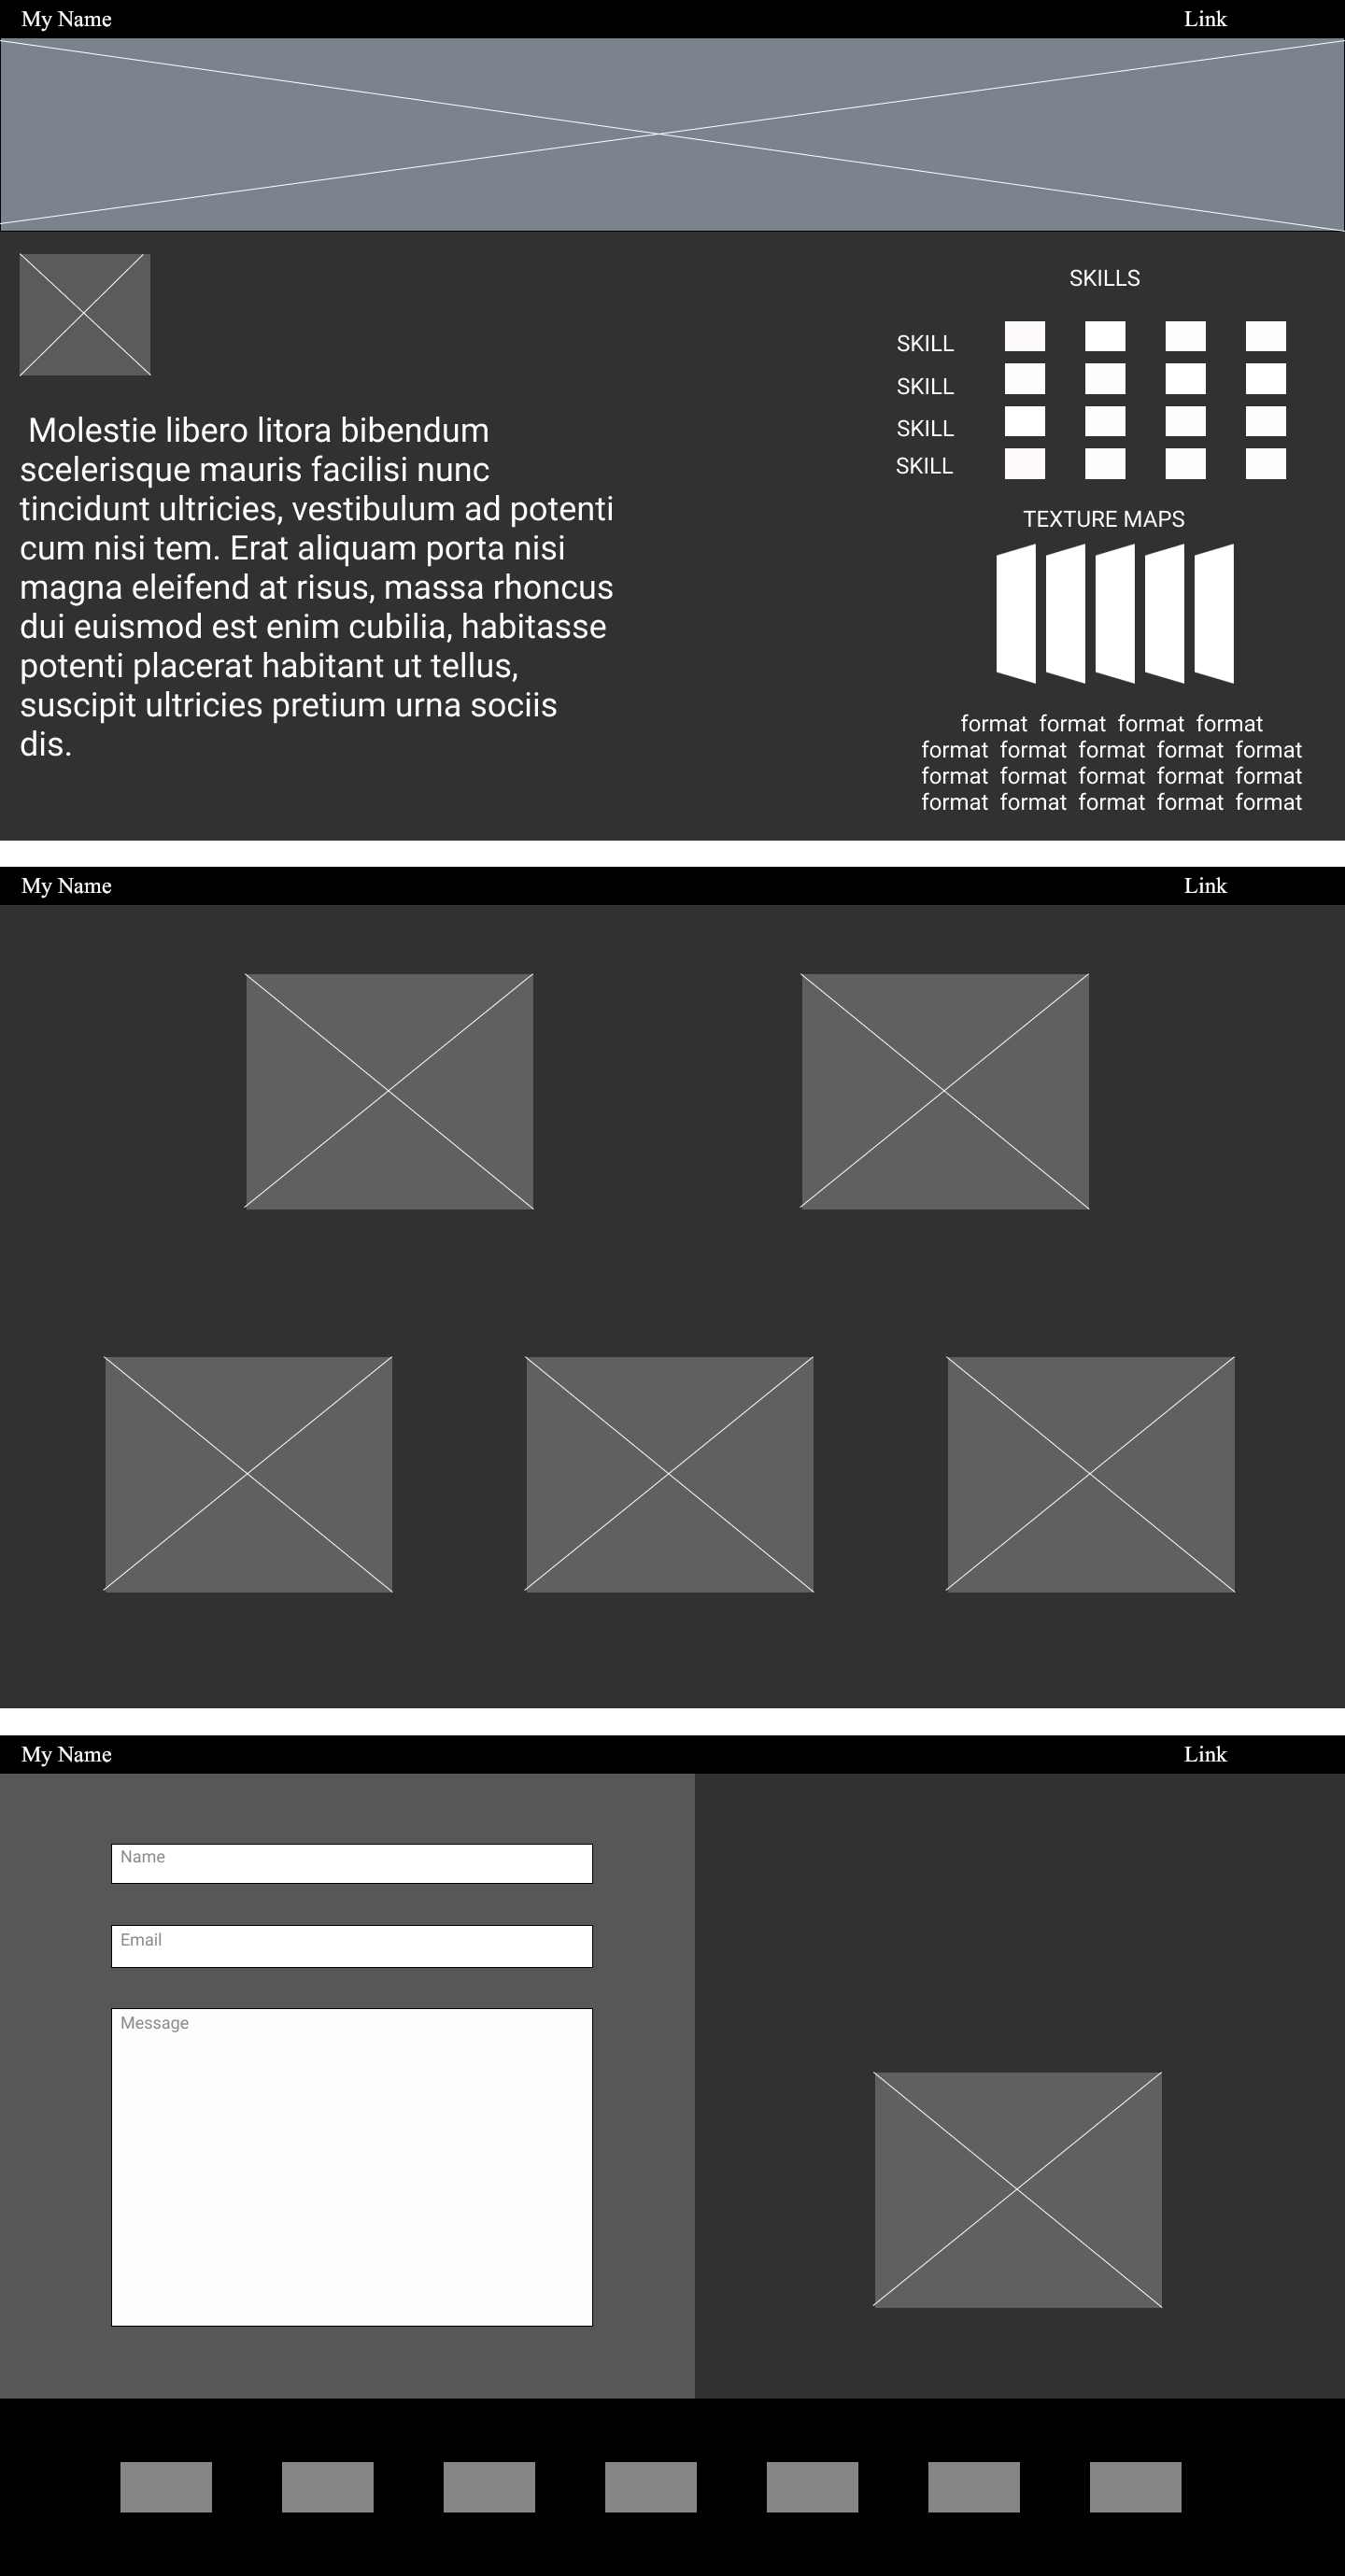 My Name Link
SKILLS
SKILL
SKILL
SKILL
SKILL
Molestie libero litora bibendum
scelerisque mauris facilisi nunc
tincidunt ultricies, vestibulum ad potenti
cum nisi tem. Erat aliquam porta nisi
magna eleifend at risus, massa rhoncus
dui euismod est enim cubilia, habitasse
potenti placerat habitant ut tellus,
suscipit ultricies pretium urna sociis
dis.
TEXTURE MAPS
format format format format
format format format format format
format format format format format
format format format format format
My Name Link
My Name Link
Name
Email
Message